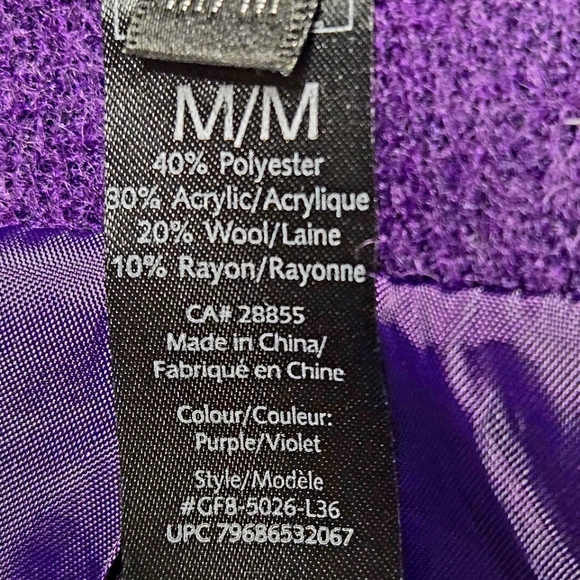 M/M
40% Polyester
30% Acrylic/Acrylique
20% Wool/Laine
10% Rayon/Rayonne
CA# 28855
Made in China/
Fabriqué en Chine
Colour/Couleur:
Purple/Violet
Style/Modèle
#GF8-5026-L36
UPC 79686532067